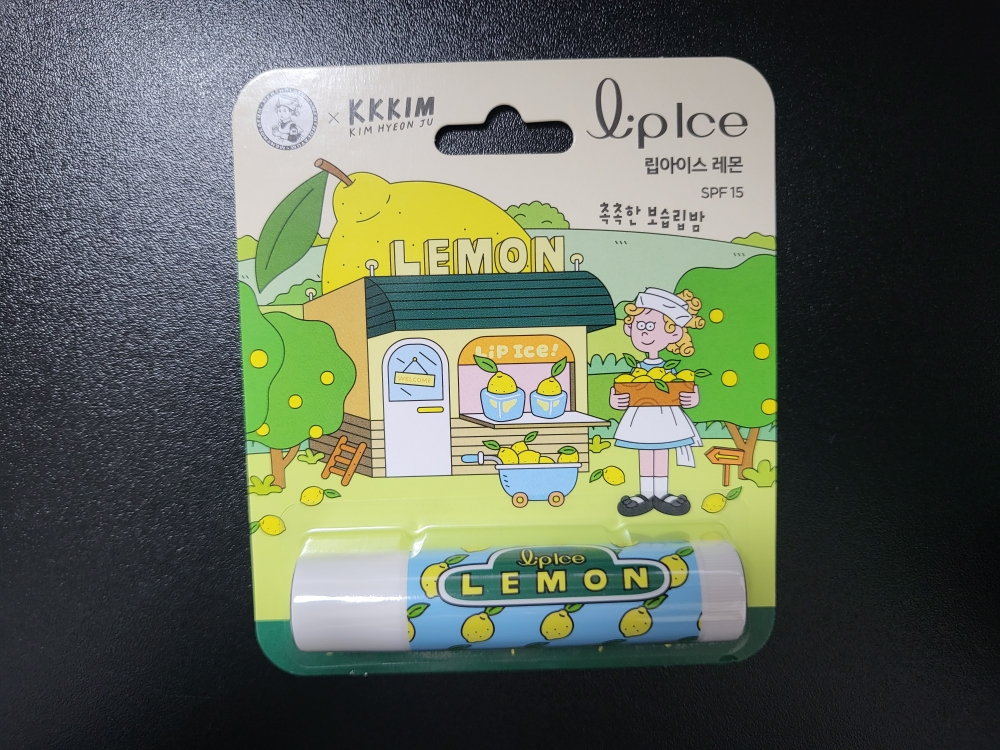 × KKKIM
KIM HYEON JU
lipIce
립아이스 레몬
SPF 15
촉촉한 보습립밤
LEMON
LiP ICe!
WELCOME
lipIce
LEMON